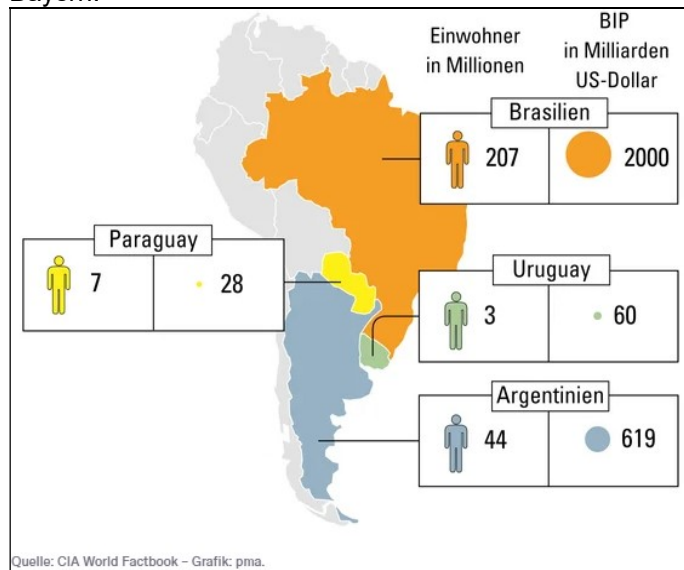 Bayern.
Einwohner
in Millionen
BIP
in Milliarden
US-Dollar
Brasilien
207
2000
Paraguay
7
28
Uruguay
3
60
Argentinien
44
619
Quelle: CIA World Factbook – Grafik: pma.